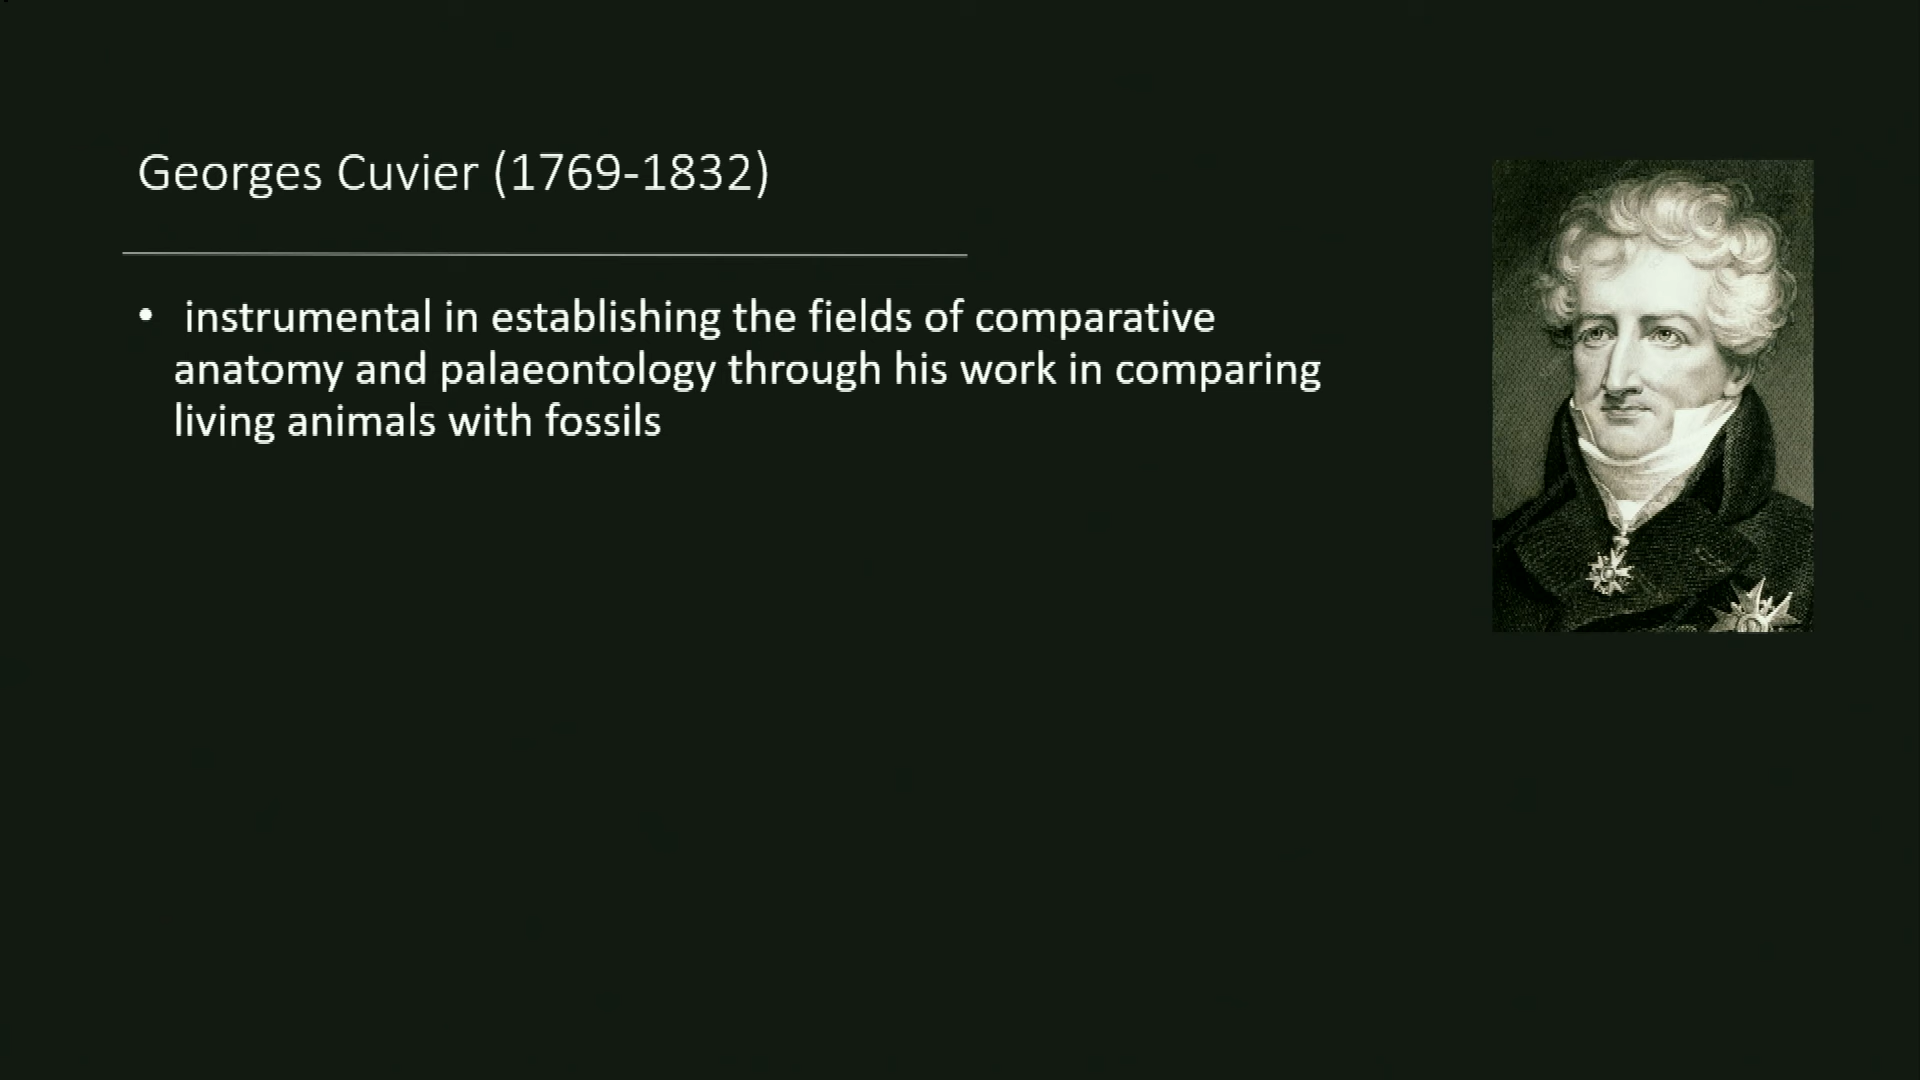 Georges Cuvier (1769-1832)
• instrumental in establishing the fields of comparative
anatomy and palaeontology through his work in comparing
living animals with fossils